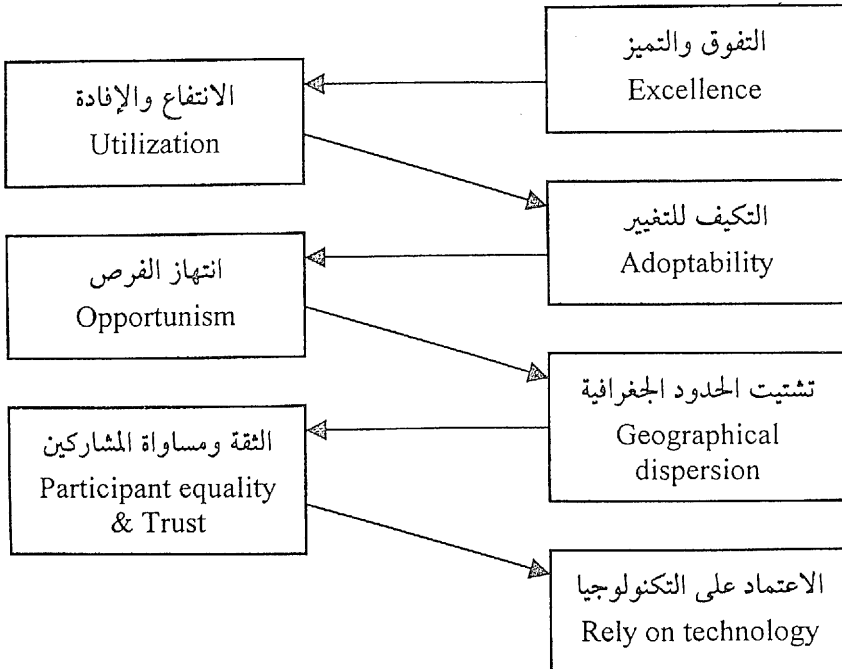 التفوق والتميز
Excellence
الانتفاع والإفادة
Utilization
التكيف للتغيير
Adoptability
انتهاز الفرص
Opportunism
تشتيت الحدود الجغرافية
Geographical
dispersion
الثقة ومساواة المشاركين
Participant equality
& Trust
الاعتماد على التكنولوجيا
Rely on technology